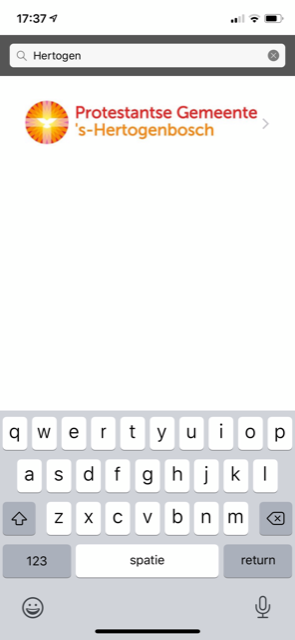 17:37
Hertogen
Protestantse Gemeente
's-Hertogenbosch
q w e r t y u i o p
a s d f g h j k l
z x c v b n m
123 spatie return